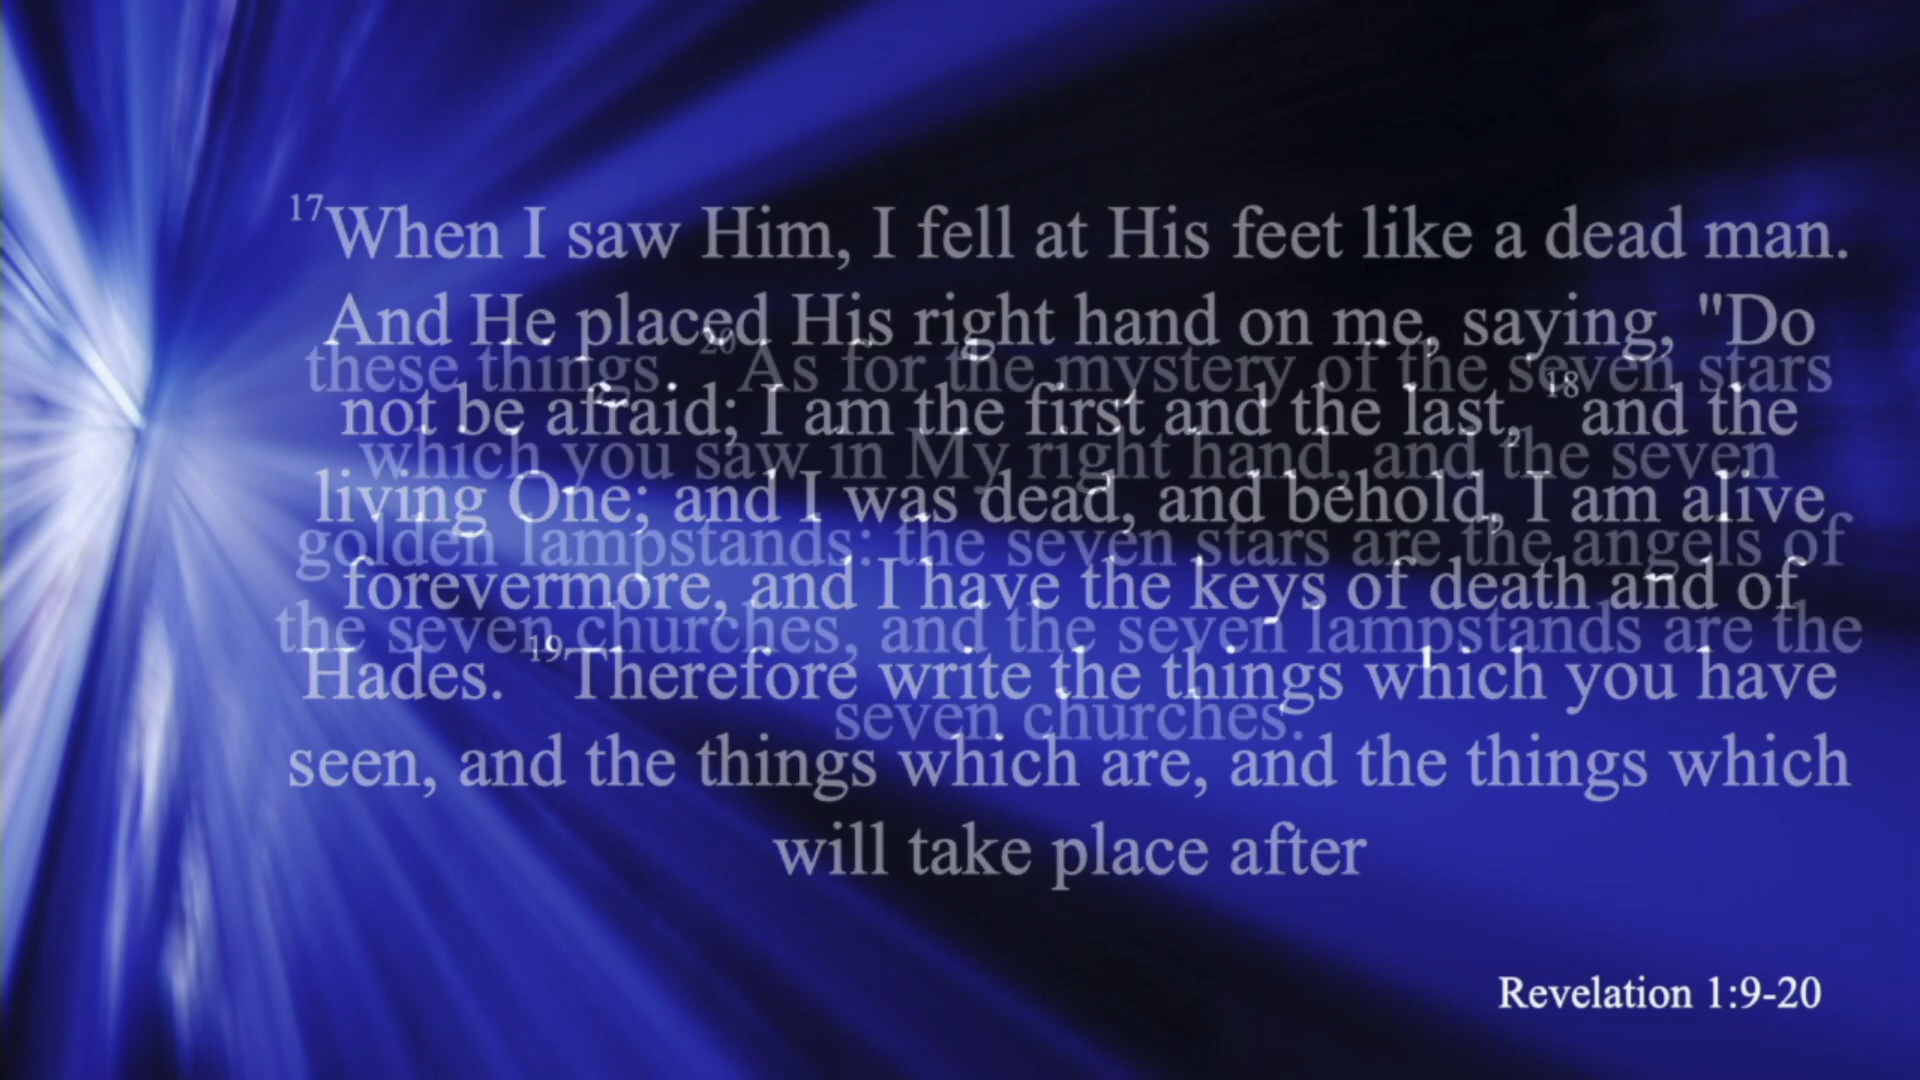 17When I saw Him, I fell at His feet like a dead man.
And He placed His right hand on me, saying, "Do
not be afraid; I am the first and the last, 18and the
living One; and I was dead, and behold, I am alive
forevermore, and I have the keys of death and of
Hades. 19Therefore write the things which you have
seen, and the things which are, and the things which
will take place after
these things. 20As for the mystery of the seven stars
which you saw in My right hand, and the seven
golden lampstands: the seven stars are the angels of
the seven churches, and the seven lampstands are the
seven churches.
Revelation 1:9-20